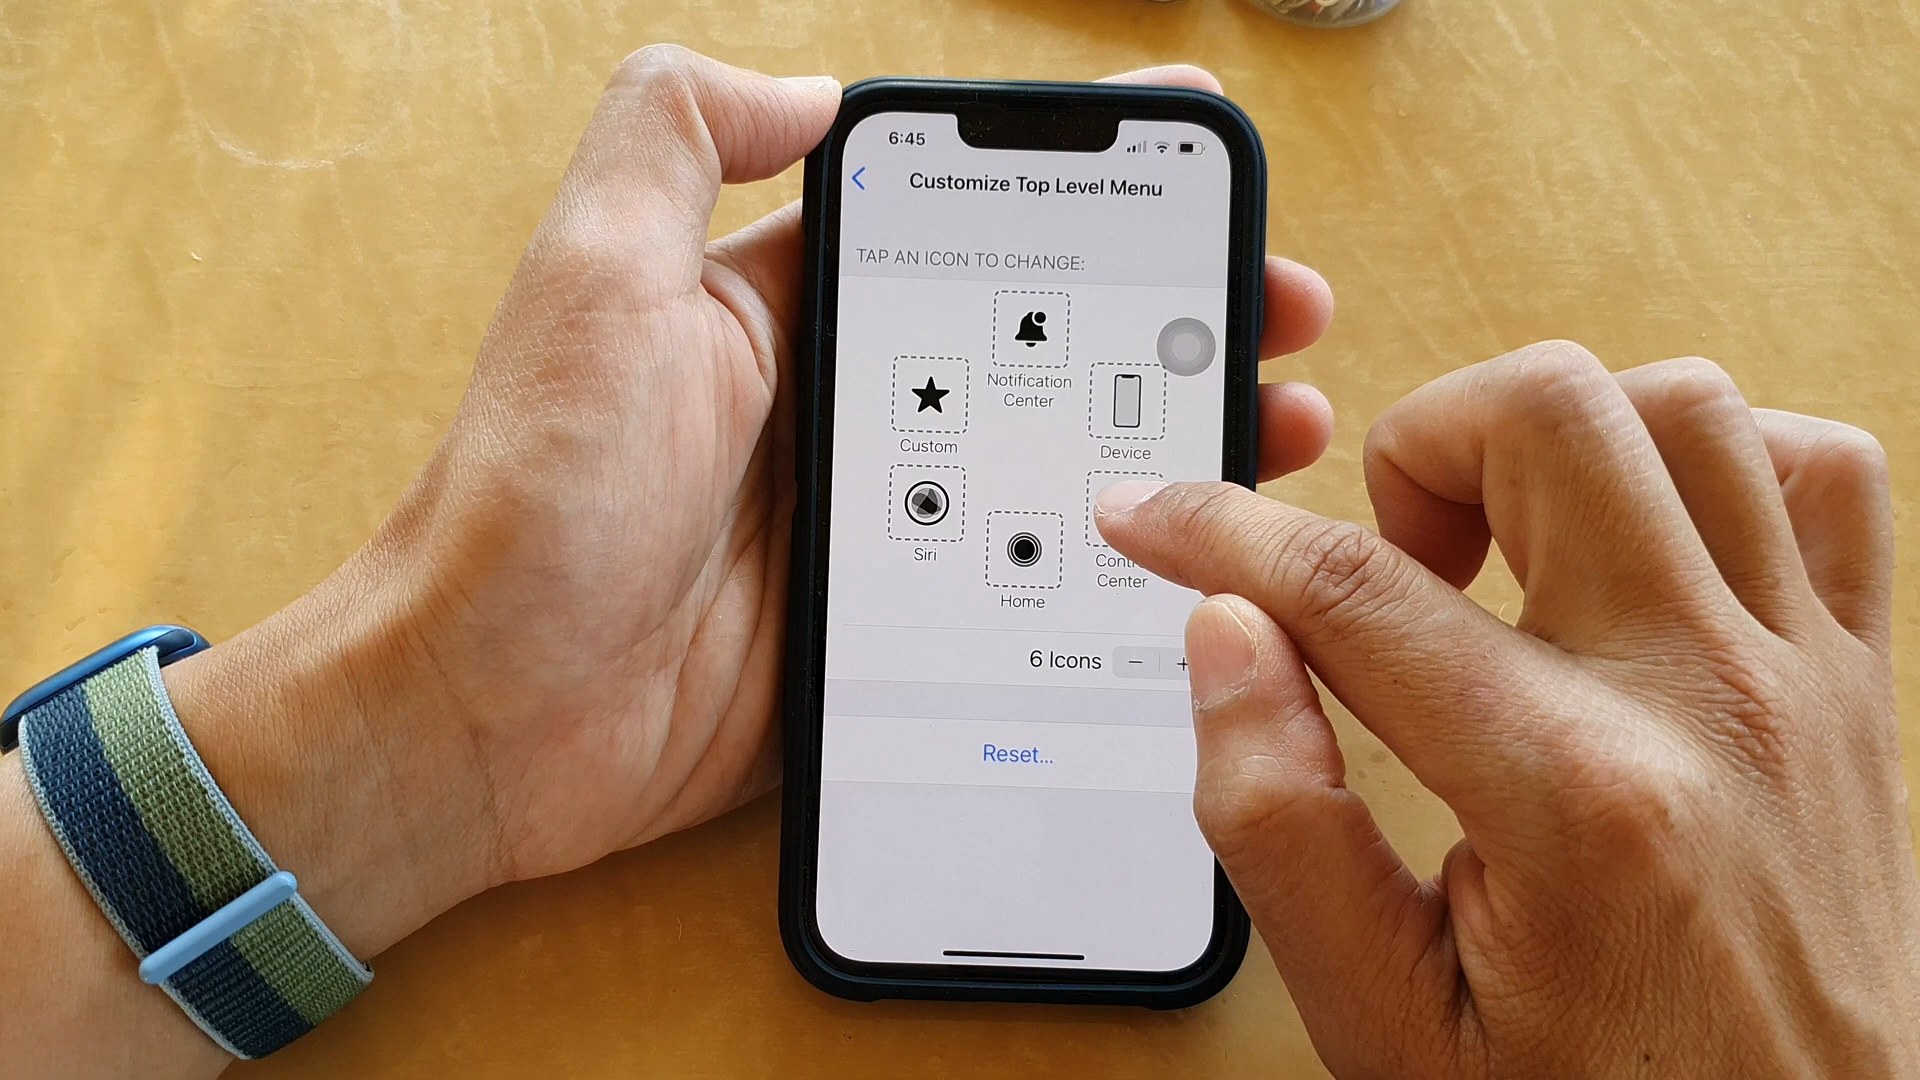 6:45
Customize Top Level Menu
TAP AN ICON TO CHANGE:
Notification
Center
Custom
Device
Siri
Center
Home
6 Icons
−
+
Reset...